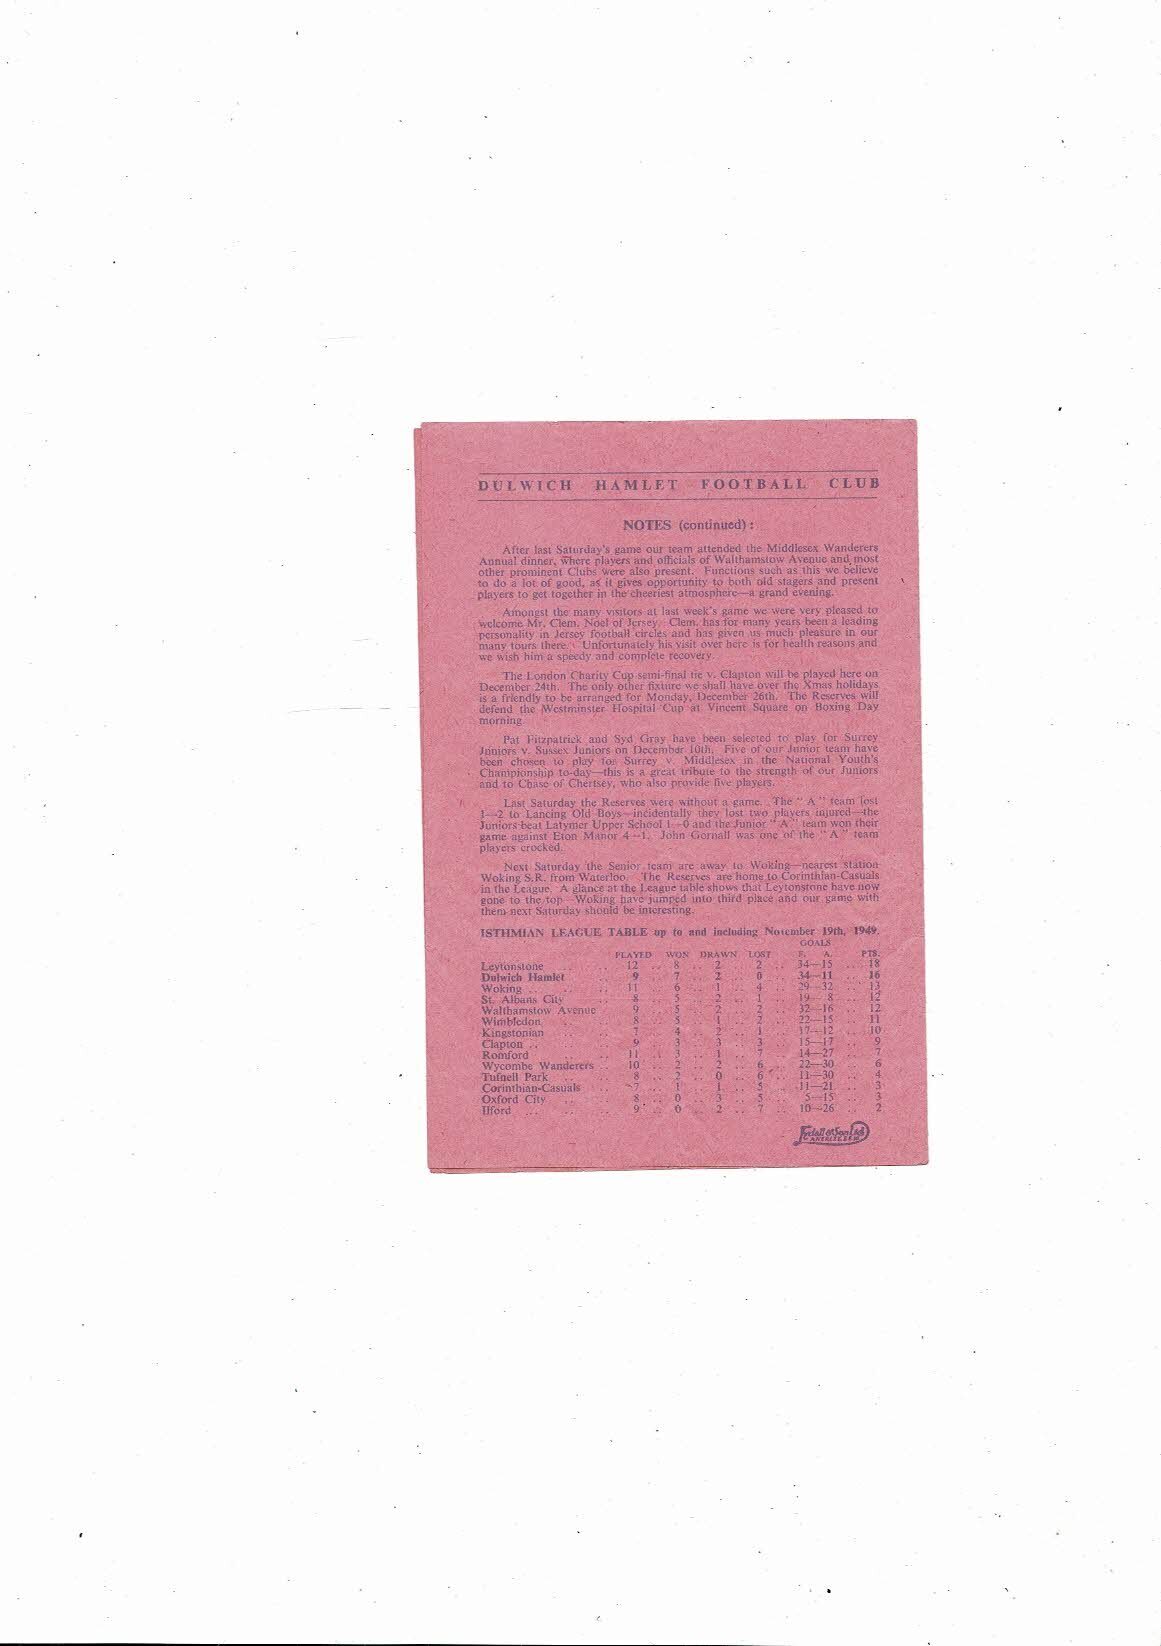 DULWICH HAMLET FOOTBALL CLUB
NOTES (continued) :
After last Saturday's game our team attended the Middlesex Wanderers
Annual dinner, where players and officials of Walthamstow Avenue and most
other prominent Clubs were also present. Functions such as this we believe
to do a lot of good, as it gives opportunity to both old stagers and present
players to get together in the cheeriest atmosphere—a grand evening.
Amongst the many visitors at last week's game we were very pleased to
welcome Mr. Clem. Noel of Jersey. Clem. has for many years been a leading
personality in Jersey football circles and has given us much pleasure in our
many tours there. Unfortunately his visit over here is for health reasons and
we wish him a speedy and complete recovery.
The London Charity Cup semi-final tie v. Clapton will be played here on
December 24th. The only other fixture we shall have over the Xmas holidays
is a friendly to be arranged for Monday, December 26th. The Reserves will
defend the Westminster Hospital Cup at Vincent Square on Boxing Day
morning.
Pat Fitzpatrick and Syd Gray have been selected to play for Surrey
Juniors v. Sussex Juniors on December 10th. Five of our Junior team have
been chosen to play for Surrey v. Middlesex in the National Youth's
Championship to-day—this is a great tribute to the strength of our Juniors
and to Chase of Chertsey, who also provide five players.
Last Saturday the Reserves were without a game. The " A " team lost
1—2 to Lancing Old Boys—incidentally they lost two players injured—the
Juniors beat Latymer Upper School 1—0 and the Junior " A " team won their
game against Eton Manor 4—1. John Gornall was one of the " A " team
players crocked.
Next Saturday the Senior team are away to Woking—nearest station
Woking S.R. from Waterloo. The Reserves are home to Corinthian-Casuals
in the League. A glance at the League table shows that Leytonstone have now
gone to the top—Woking have jumped into third place and our game with
them next Saturday should be interesting.
ISTHMIAN LEAGUE TABLE up to and including November 19th, 1949.
GOALS
PLAYED WON DRAWN LOST F. A. PTS.
Leytonstone .. .. 12 .. 8 .. 2 .. 2 .. 34—15 .. 18
Dulwich Hamlet .. 9 .. 7 .. 2 .. 0 .. 34—11 .. 16
Woking .. .. .. 11 .. 6 .. 1 .. 4 .. 29—32 .. 13
St. Albans City .. 8 .. 5 .. 2 .. 1 .. 19— 8 .. 12
Walthamstow Avenue 9 .. 5 .. 2 .. 2 .. 32—16 .. 12
Wimbledon .. .. 8 .. 5 .. 1 .. 2 .. 22—15 .. 11
Kingstonian .. .. 7 .. 4 .. 2 .. 1 .. 17—12 .. 10
Clapton .. .. .. 9 .. 3 .. 3 .. 3 .. 15—17 .. 9
Romford .. .. 11 .. 3 .. 1 .. 7 .. 14—27 .. 7
Wycombe Wanderers .. 10 .. 2 .. 2 .. 6 .. 22—30 .. 6
Tufnell Park .. .. 8 .. 2 .. 0 .. 6 .. 11—30 .. 4
Corinthian-Casuals .. 7 .. 1 .. 1 .. 5 .. 11—21 .. 3
Oxford City .. .. 8 .. 0 .. 3 .. 5 .. 5—15 .. 3
Ilford .. .. .. 9 .. 0 .. 2 .. 7 .. 10—26 .. 2